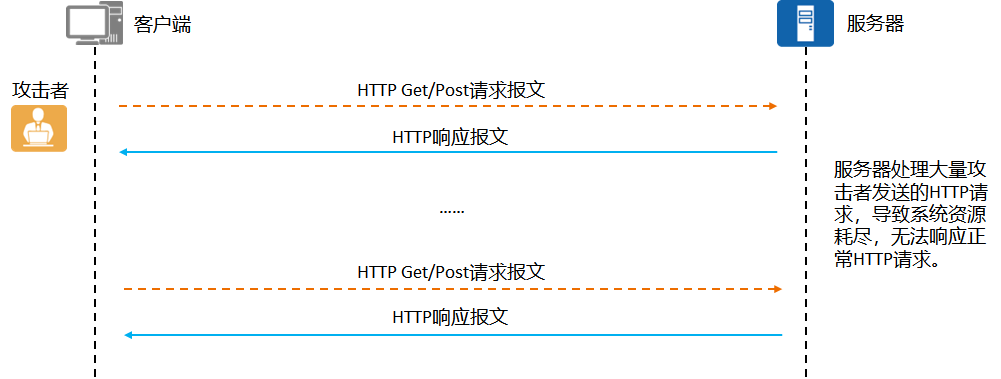 客户端
服务器
攻击者
HTTP Get/Post请求报文
HTTP响应报文
......
HTTP Get/Post请求报文
HTTP响应报文
服务器处理大量攻
击者发送的HTTP请
求，导致系统资源
耗尽，无法响应正
常HTTP请求。